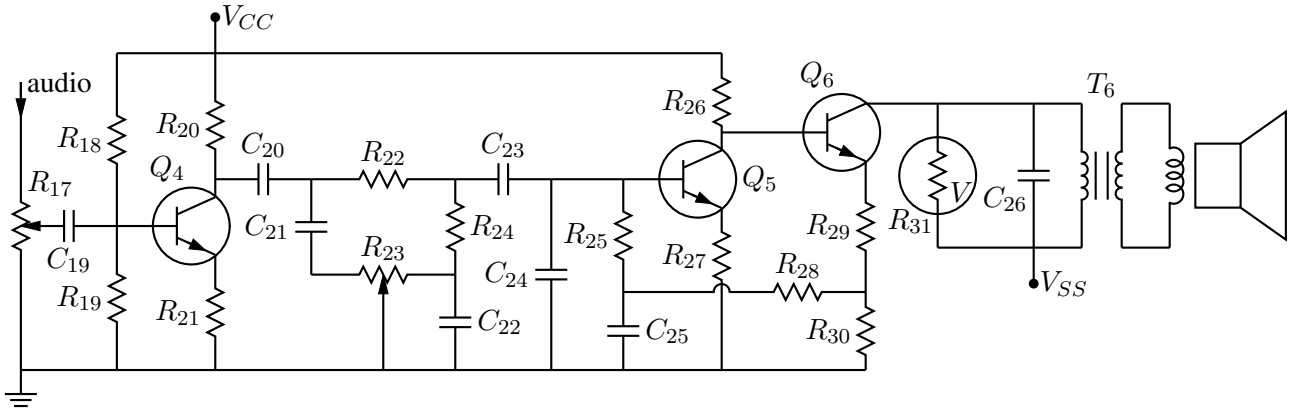 V_CC
audio
Q_6
T_6
R_26
R_18
R_20
C_20
R_22
C_23
Q_4
Q_5
R_17
V
C_26
R_31
C_21
R_24
R_25
R_29
R_23
C_19
R_27
R_28
C_24
R_19
R_21
V_SS
C_22
C_25
R_30